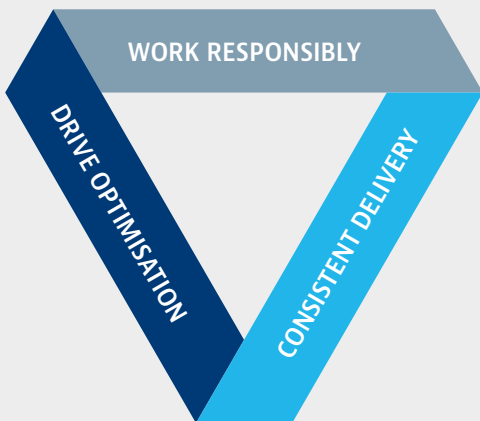 WORK RESPONSIBLY
DRIVE OPTIMISATION
CONSISTENT DELIVERY